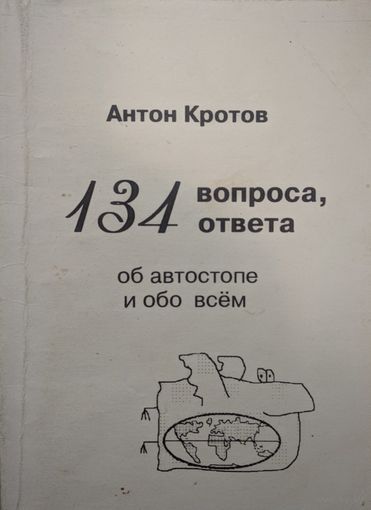 Антон Кротов
134 вопроса,
ответа
об автостопе
и обо всём